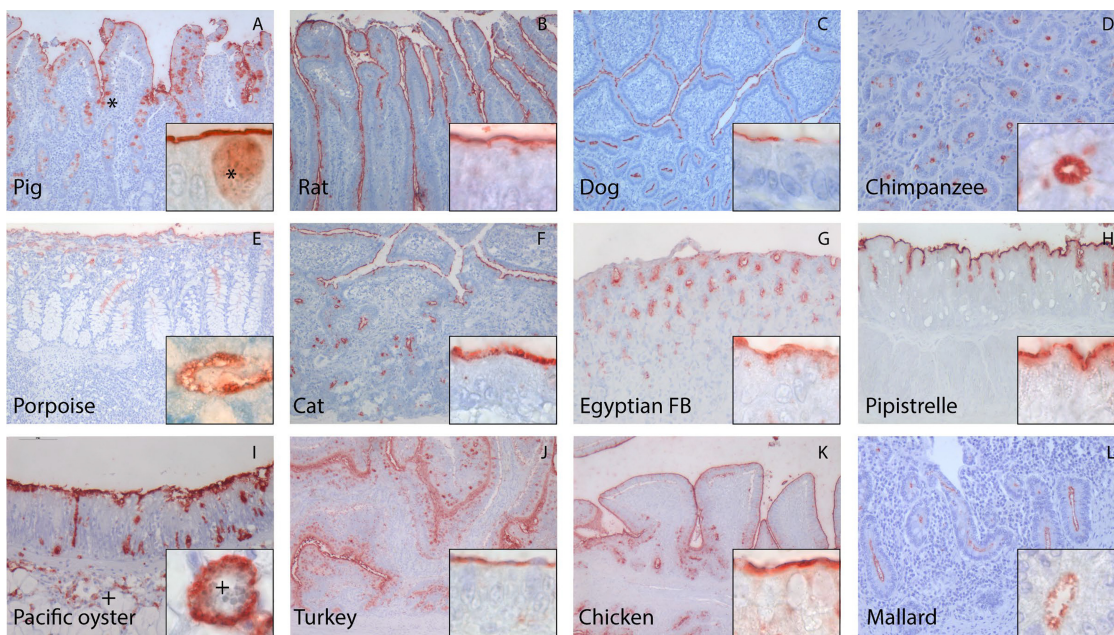 A
*
*
Pig
B
Rat
C
Dog
D
Chimpanzee
E
Porpoise
F
Cat
G
Egyptian FB
H
Pipistrelle
I
+
+
Pacific oyster
J
Turkey
K
Chicken
L
Mallard